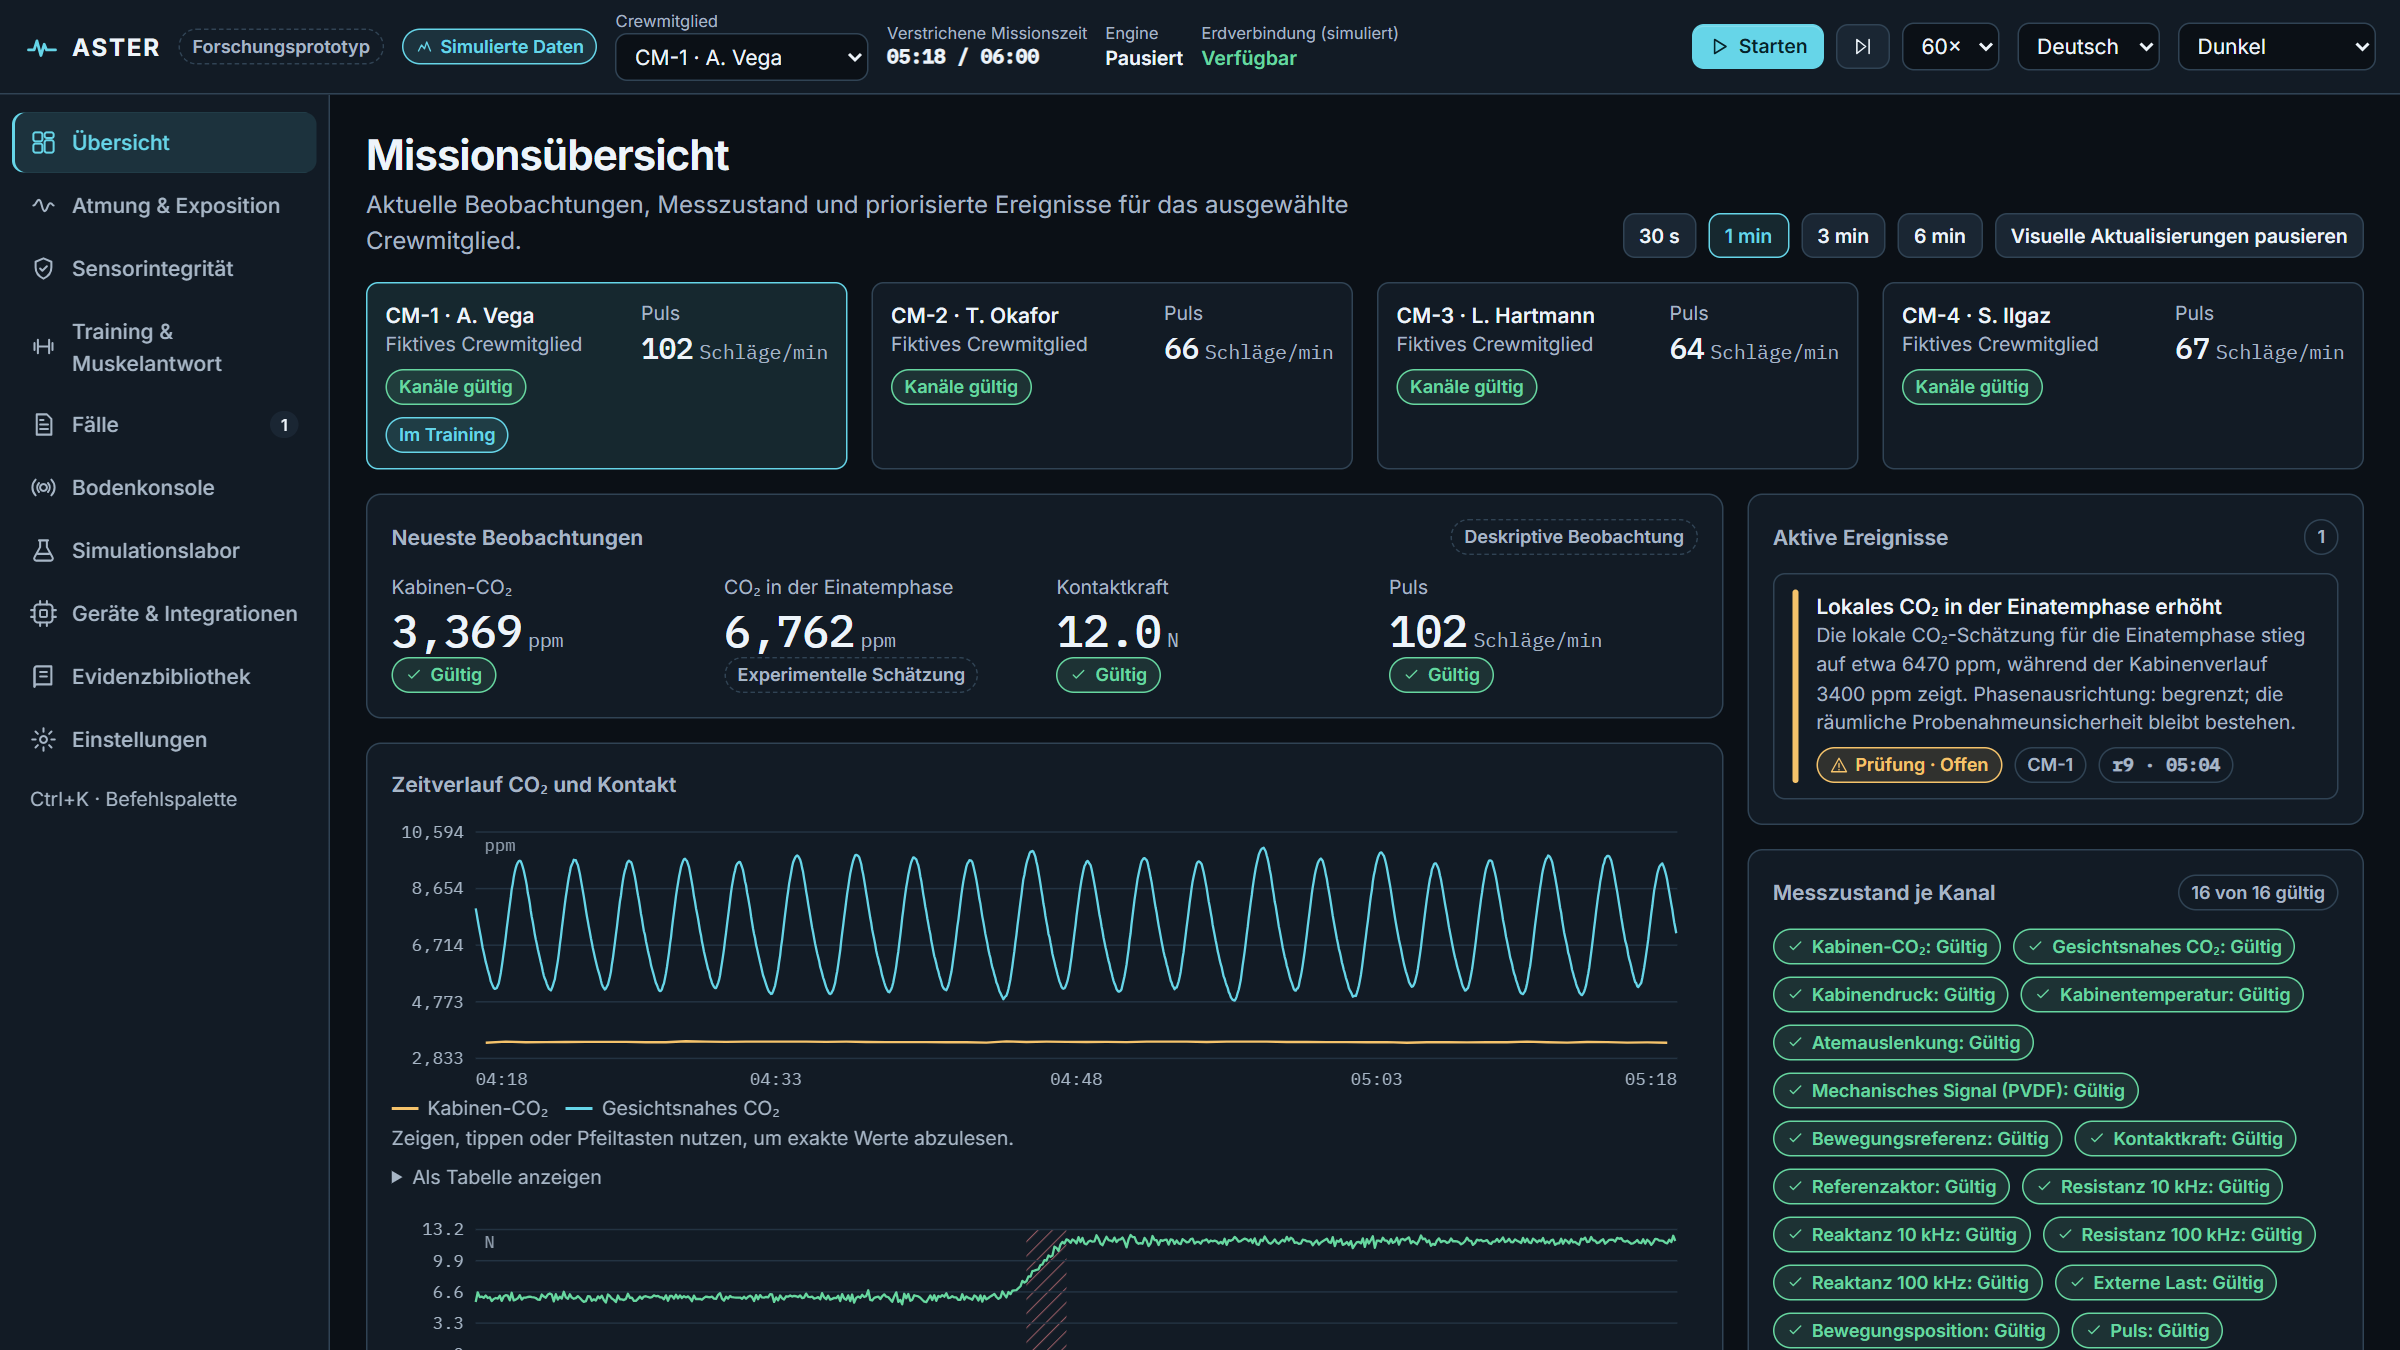 ASTER
Forschungsprototyp
Simulierte Daten
Crewmitglied
CM-1 · A. Vega
Verstrichene Missionszeit
05:18 / 06:00
Engine
Pausiert
Erdverbindung (simuliert)
Verfügbar
Starten
60×
Deutsch
Dunkel
Übersicht
Atmung & Exposition
Sensorintegrität
Training &
Muskelantwort
Fälle
1
Bodenkonsole
Simulationslabor
Geräte & Integrationen
Evidenzbibliothek
Einstellungen
Ctrl+K · Befehlspalette
Missionsübersicht
Aktuelle Beobachtungen, Messzustand und priorisierte Ereignisse für das ausgewählte
Crewmitglied.
30 s
1 min
3 min
6 min
Visuelle Aktualisierungen pausieren
CM-1 · A. Vega
Fiktives Crewmitglied
Kanäle gültig
Im Training
Puls
102 Schläge/min
CM-2 · T. Okafor
Fiktives Crewmitglied
Kanäle gültig
Puls
66 Schläge/min
CM-3 · L. Hartmann
Fiktives Crewmitglied
Kanäle gültig
Puls
64 Schläge/min
CM-4 · S. Ilgaz
Fiktives Crewmitglied
Kanäle gültig
Puls
67 Schläge/min
Neueste Beobachtungen
Deskriptive Beobachtung
Kabinen-CO₂
3,369 ppm
Gültig
CO₂ in der Einatemphase
6,762 ppm
Experimentelle Schätzung
Kontaktkraft
12.0 N
Gültig
Puls
102 Schläge/min
Gültig
Zeitverlauf CO₂ und Kontakt
10,594
ppm
8,654
6,714
4,773
2,833
04:18
04:33
04:48
05:03
05:18
Kabinen-CO₂
Gesichtsnahes CO₂
Zeigen, tippen oder Pfeiltasten nutzen, um exakte Werte abzulesen.
Als Tabelle anzeigen
13.2
N
9.9
6.6
3.3
Aktive Ereignisse
1
Lokales CO₂ in der Einatemphase erhöht
Die lokale CO₂-Schätzung für die Einatemphase stieg
auf etwa 6470 ppm, während der Kabinenverlauf
3400 ppm zeigt. Phasenausrichtung: begrenzt; die
räumliche Probenahmeunsicherheit bleibt bestehen.
Prüfung · Offen
CM-1
r9 · 05:04
Messzustand je Kanal
16 von 16 gültig
Kabinen-CO₂: Gültig
Gesichtsnahes CO₂: Gültig
Kabinendruck: Gültig
Kabinentemperatur: Gültig
Atemauslenkung: Gültig
Mechanisches Signal (PVDF): Gültig
Bewegungsreferenz: Gültig
Kontaktkraft: Gültig
Referenzaktor: Gültig
Resistanz 10 kHz: Gültig
Reaktanz 10 kHz: Gültig
Resistanz 100 kHz: Gültig
Reaktanz 100 kHz: Gültig
Externe Last: Gültig
Bewegungsposition: Gültig
Puls: Gültig